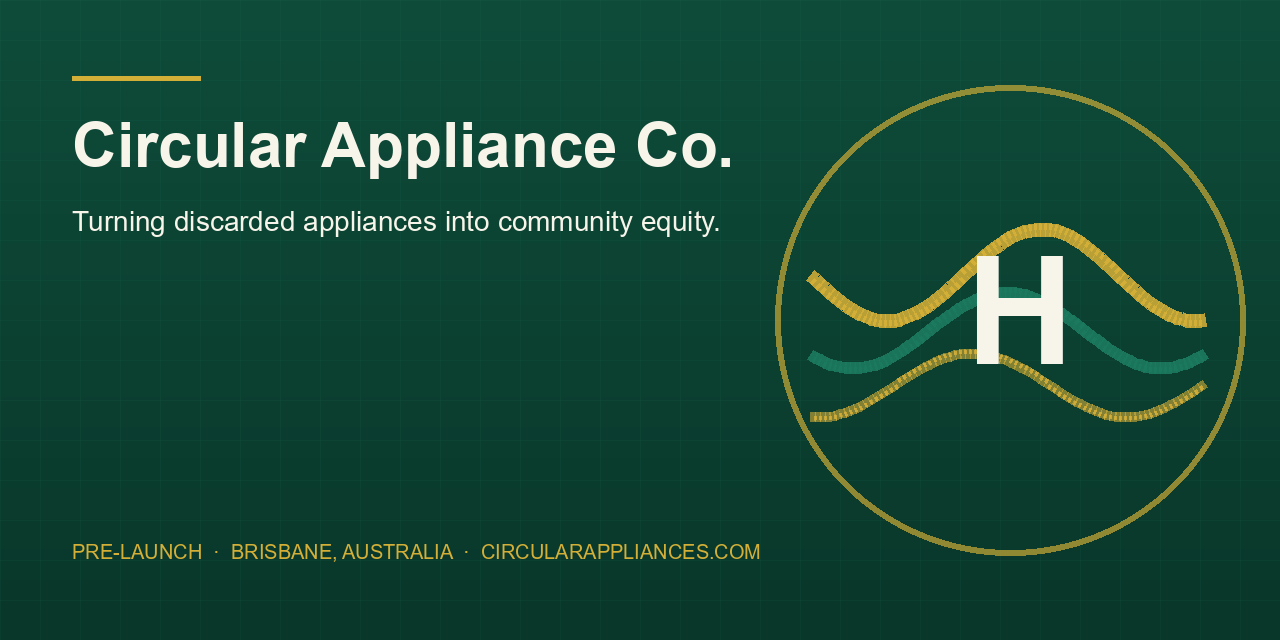 Circular Appliance Co.
Turning discarded appliances into community equity.
H
PRE-LAUNCH · BRISBANE, AUSTRALIA · CIRCULARAPPLIANCES.COM